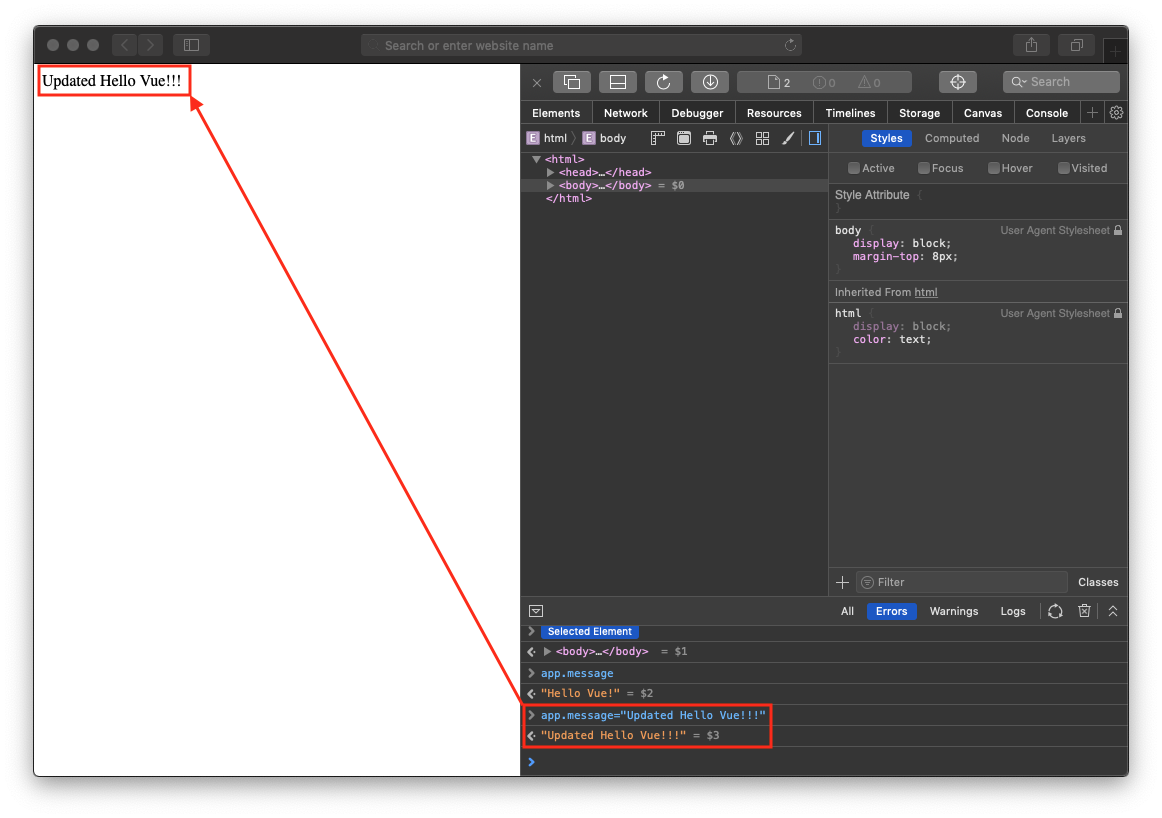 Search or enter website name
Updated Hello Vue!!!
2 0 0 Search
Elements Network Debugger Resources Timelines Storage Canvas Console
E html E body
Styles Computed Node Layers
<html>
<head>…</head>
<body>…</body> = $0
</html>
Active Focus Hover Visited
Style Attribute {
}
body { User Agent Stylesheet
display: block;
margin-top: 8px;
}
Inherited From html
html { User Agent Stylesheet
display: block;
color: text;
}
Filter Classes
All Errors Warnings Logs
Selected Element
<body>…</body> = $1
app.message
"Hello Vue!" = $2
app.message="Updated Hello Vue!!!"
"Updated Hello Vue!!!" = $3